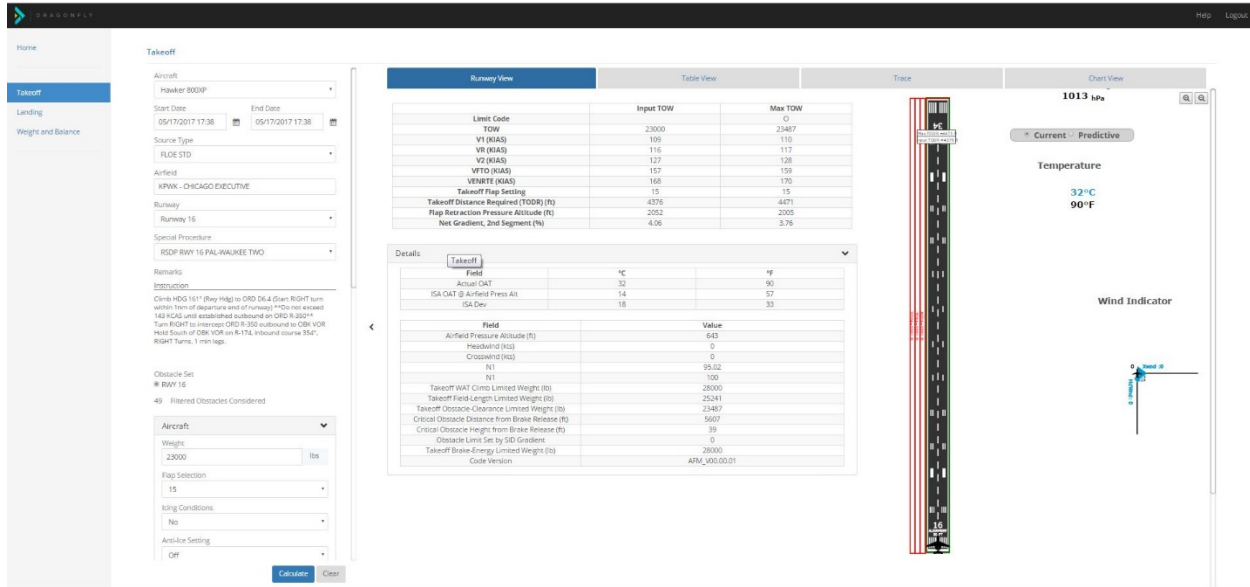 DRAGONFLY
Help Logout
Home
Takeoff
Landing
Weight and Balance
Takeoff
Aircraft
Hawker 800XP
Start Date End Date
05/17/2017 17:38 05/17/2017 17:38
Source Type
FLOE STD
Airfield
KPWK - CHICAGO EXECUTIVE
Runway
Runway 16
Special Procedure
RSDP RWY 16 PAL-WAUKEE TWO
Remarks
Instruction
Climb HDG 161° (Rwy Hdg) to ORD D6.4 (Start RIGHT turn
within 1nm of departure end of runway) **Do not exceed
143 KCAS until established outbound on ORD R-350**
Turn RIGHT to intercept ORD R-350 outbound to OBK VOR
Hold South of OBK VOR on R-174, inbound course 354°,
RIGHT Turns, 1 min legs.
Obstacle Set
RWY 16
49 Filtered Obstacles Considered
Aircraft
Weight
23000 lbs
Flap Selection
15
Icing Conditions
No
Anti-Ice Setting
Off
Calculate Clear
Runway View Table View Trace Chart View
Input TOW Max TOW
Limit Code O
TOW 23000 23487
V1 (KIAS) 109 110
VR (KIAS) 116 117
V2 (KIAS) 127 128
VFTO (KIAS) 157 159
VENRTE (KIAS) 168 170
Takeoff Flap Setting 15 15
Takeoff Distance Required (TODR) (ft) 4376 4471
Flap Retraction Pressure Altitude (ft) 2052 2005
Net Gradient, 2nd Segment (%) 4.06 3.76
Details
Takeoff
Field °C °F
Actual OAT 32 90
ISA OAT @ Airfield Press Alt 14 57
ISA Dev 18 33
Field Value
Airfield Pressure Altitude (ft) 643
Headwind (kts) 0
Crosswind (kts) 0
N1 95.02
N1 100
Takeoff WAT Climb Limited Weight (lb) 28000
Takeoff Field-Length Limited Weight (lb) 25241
Takeoff Obstacle-Clearance Limited Weight (lb) 23487
Critical Obstacle Distance from Brake Release (ft) 5607
Critical Obstacle Height from Brake Release (ft) 39
Obstacle Limit Set by SID Gradient 0
Takeoff Brake-Energy Limited Weight (lb) 28000
Code Version AFM_V00.00.01
34
16
1013 hPa
Current Predictive
Temperature
32°C
90°F
Wind Indicator
0 Xwind :0